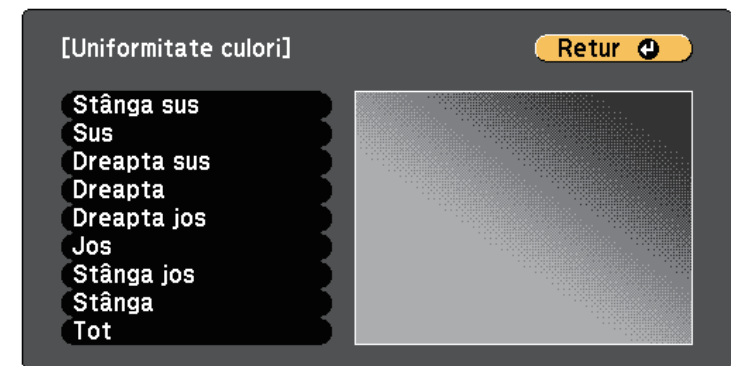 [Uniformitate culori]
Retur
Stânga sus
Sus
Dreapta sus
Dreapta
Dreapta jos
Jos
Stânga jos
Stânga
Tot